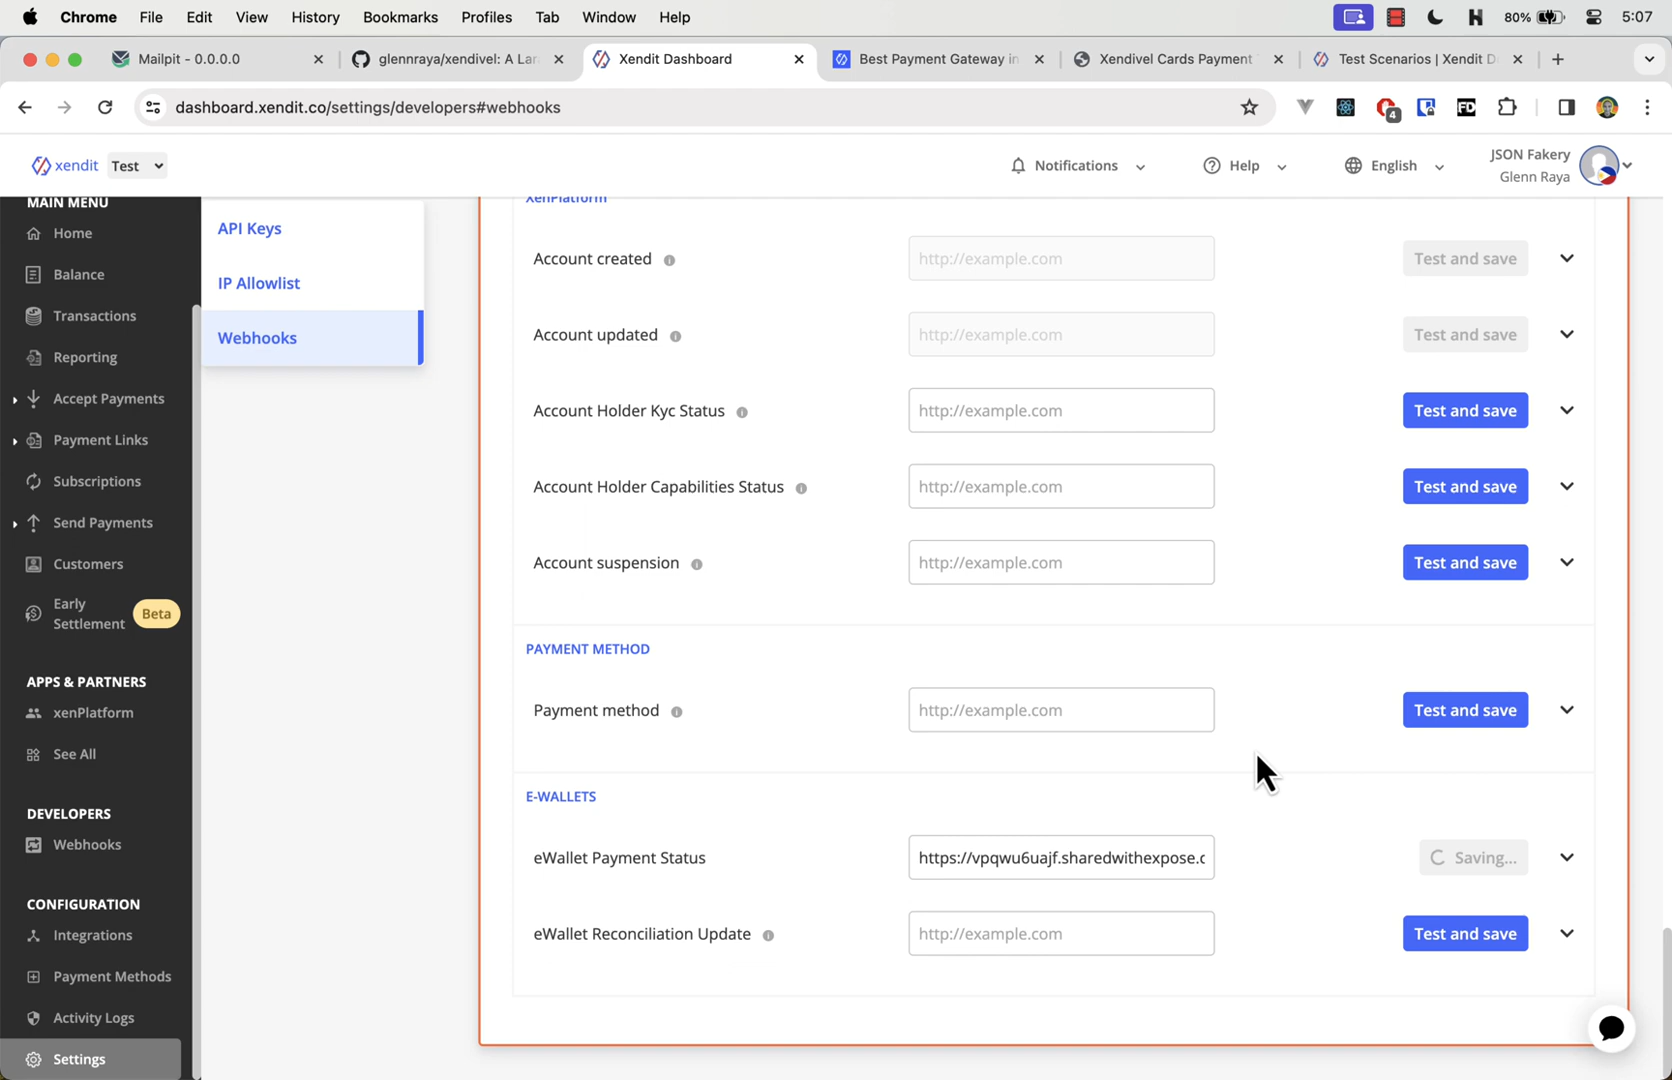 Chrome File Edit View History Bookmarks Profiles Tab Window Help 80% 5:07
Mailpit - 0.0.0.0
glennraya/xendivel: A Lar
Xendit Dashboard
Best Payment Gateway in
Xendivel Cards Payment
Test Scenarios | Xendit D
dashboard.xendit.co/settings/developers#webhooks
4
FD
xendit Test
Notifications
Help
English
JSON Fakery
Glenn Raya
MAIN MENU
Home
Balance
Transactions
Reporting
Accept Payments
Payment Links
Subscriptions
Send Payments
Customers
Early
Settlement
Beta
APPS & PARTNERS
xenPlatform
See All
DEVELOPERS
Webhooks
CONFIGURATION
Integrations
Payment Methods
Activity Logs
Settings
API Keys
IP Allowlist
Webhooks
XenPlatform
Account created http://example.com Test and save
Account updated http://example.com Test and save
Account Holder Kyc Status http://example.com Test and save
Account Holder Capabilities Status http://example.com Test and save
Account suspension http://example.com Test and save
PAYMENT METHOD
Payment method http://example.com Test and save
E-WALLETS
eWallet Payment Status https://vpqwu6uajf.sharedwithexpose.c Saving...
eWallet Reconciliation Update http://example.com Test and save